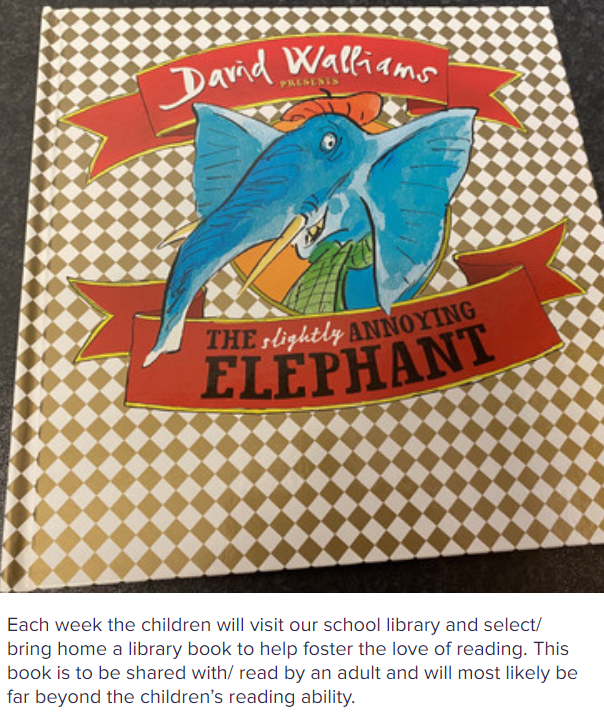 David Walliams
PRESENTS
THE slightly ANNOYING
ELEPHANT
Each week the children will visit our school library and select/
bring home a library book to help foster the love of reading. This
book is to be shared with/ read by an adult and will most likely be
far beyond the children’s reading ability.